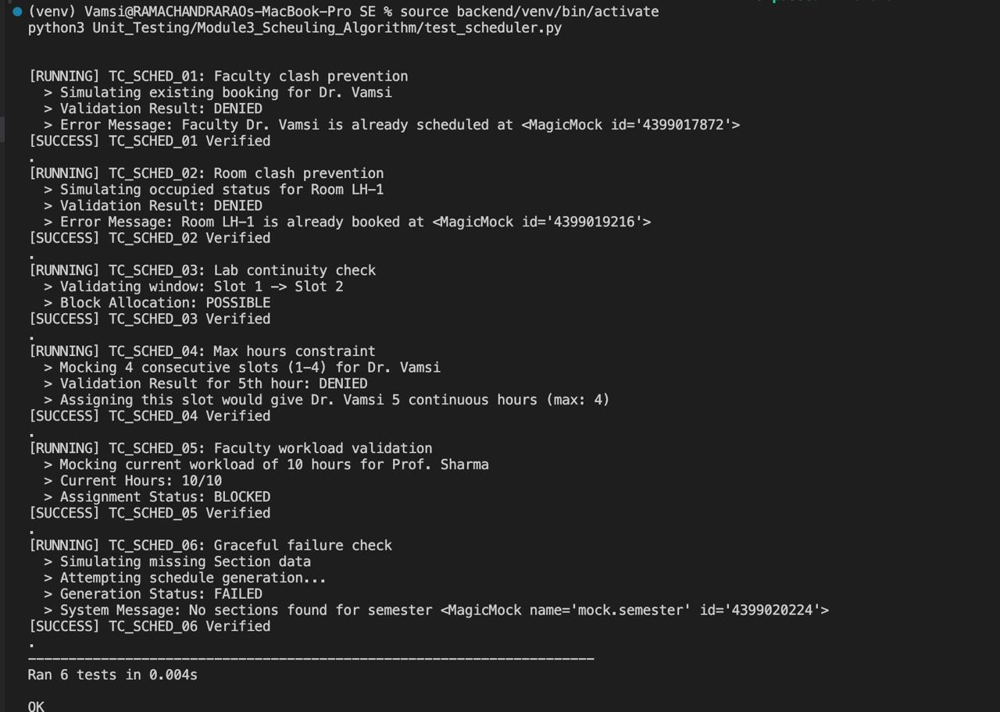 (venv) Vamsi@RAMACHANDRARAOs-MacBook-Pro SE % source backend/venv/bin/activate
python3 Unit_Testing/Module3_Scheuling_Algorithm/test_scheduler.py
[RUNNING] TC_SCHED_01: Faculty clash prevention
> Simulating existing booking for Dr. Vamsi
> Validation Result: DENIED
> Error Message: Faculty Dr. Vamsi is already scheduled at <MagicMock id='4399017872'>
[SUCCESS] TC_SCHED_01 Verified
.
[RUNNING] TC_SCHED_02: Room clash prevention
> Simulating occupied status for Room LH-1
> Validation Result: DENIED
> Error Message: Room LH-1 is already booked at <MagicMock id='4399019216'>
[SUCCESS] TC_SCHED_02 Verified
.
[RUNNING] TC_SCHED_03: Lab continuity check
> Validating window: Slot 1 -> Slot 2
> Block Allocation: POSSIBLE
[SUCCESS] TC_SCHED_03 Verified
.
[RUNNING] TC_SCHED_04: Max hours constraint
> Mocking 4 consecutive slots (1-4) for Dr. Vamsi
> Validation Result for 5th hour: DENIED
> Assigning this slot would give Dr. Vamsi 5 continuous hours (max: 4)
[SUCCESS] TC_SCHED_04 Verified
.
[RUNNING] TC_SCHED_05: Faculty workload validation
> Mocking current workload of 10 hours for Prof. Sharma
> Current Hours: 10/10
> Assignment Status: BLOCKED
[SUCCESS] TC_SCHED_05 Verified
.
[RUNNING] TC_SCHED_06: Graceful failure check
> Simulating missing Section data
> Attempting schedule generation...
> Generation Status: FAILED
> System Message: No sections found for semester <MagicMock name='mock.semester' id='4399020224'>
[SUCCESS] TC_SCHED_06 Verified
.
----------------------------------------------------------------------
Ran 6 tests in 0.004s
OK